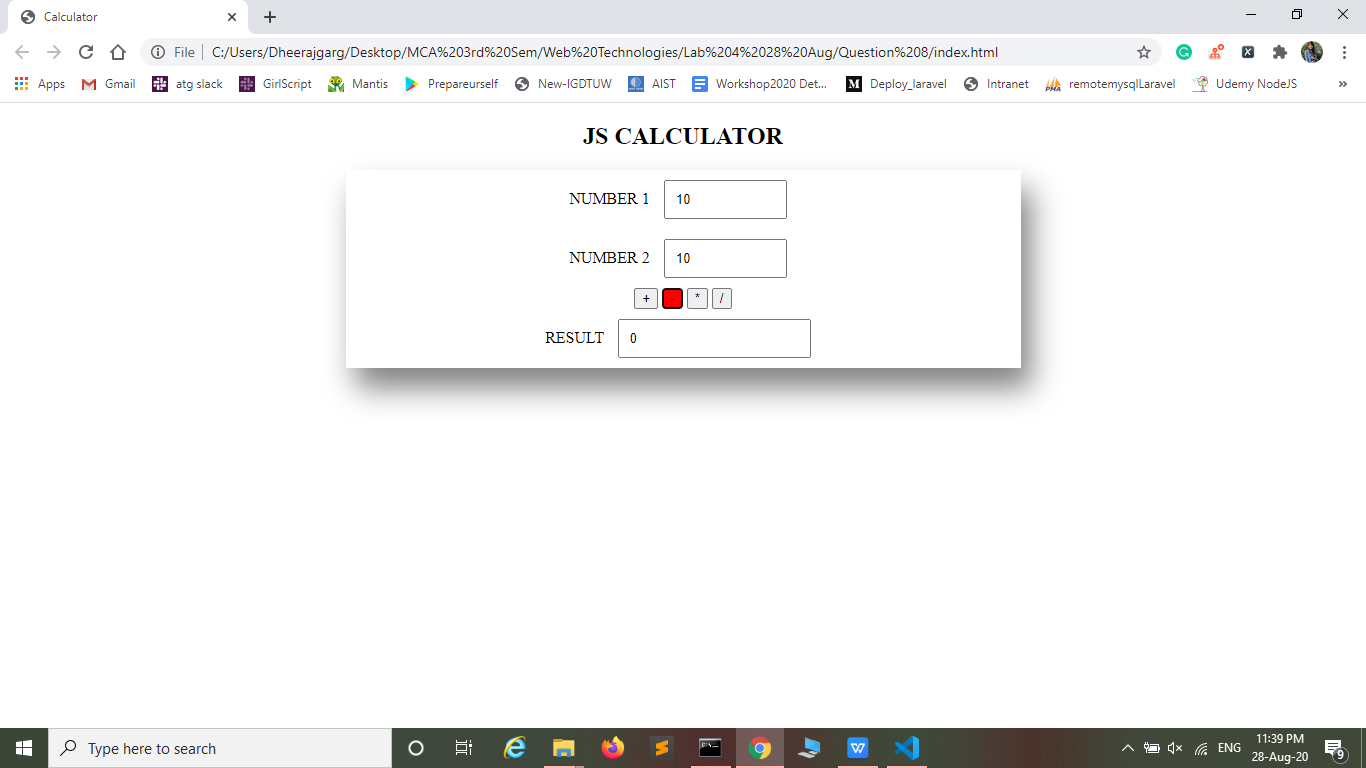 Calculator
File | C:/Users/Dheerajgarg/Desktop/MCA%203rd%20Sem/Web%20Technologies/Lab%204%2028%20Aug/Question%208/index.html
Apps Gmail atg slack GirlScript Mantis Prepareurself New-IGDTUW AIST Workshop2020 Det... Deploy_laravel Intranet remotemysqlLaravel Udemy NodeJS »
JS CALCULATOR
NUMBER 1 10
NUMBER 2 10
+ - * /
RESULT 0
Type here to search
ENG
11:39 PM
28-Aug-20
9